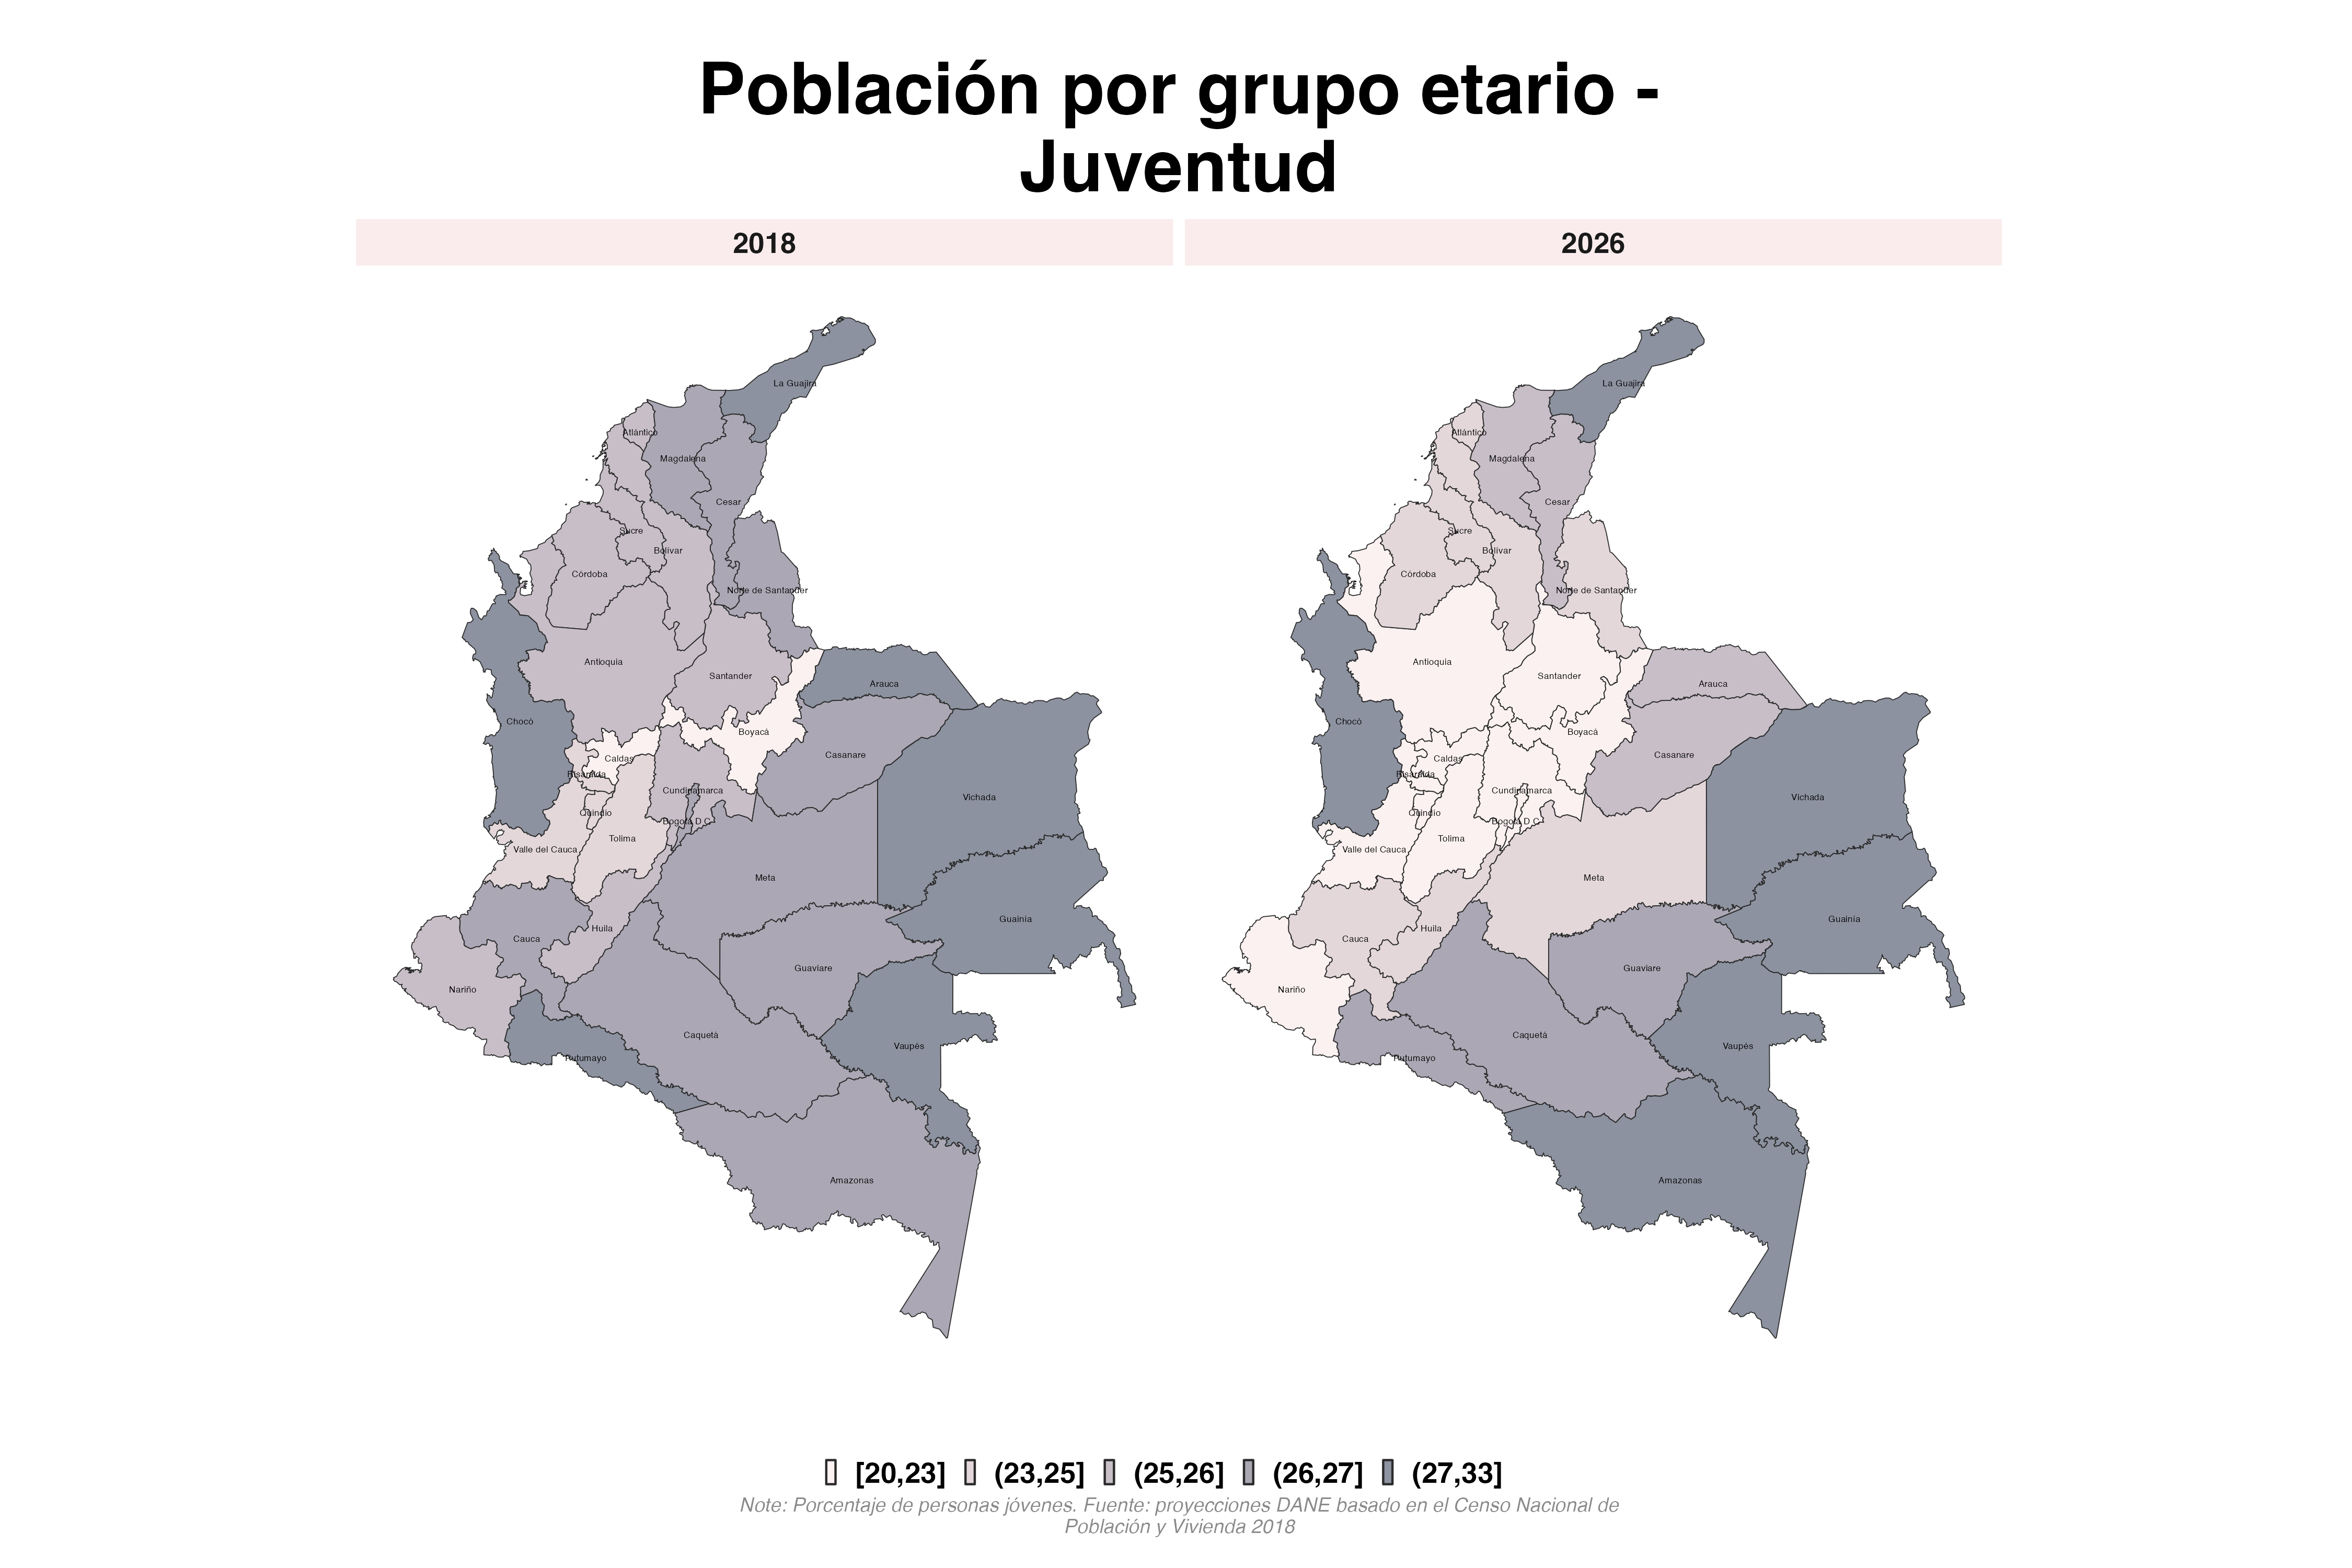 Población por grupo etario -
Juventud
2018
2026
La Guajira
Atlántico
Magdalena
Cesar
Sucre
Bolívar
Córdoba
Norte de Santander
Antioquia
Santander
Arauca
Chocó
Boyacá
Casanare
Caldas
Risaralda
Cundinamarca
Vichada
Quindio
Bogotá D.C.
Tolima
Valle del Cauca
Meta
Guainía
Huila
Cauca
Guaviare
Nariño
Caquetá
Vaupés
Putumayo
Amazonas
La Guajira
Atlántico
Magdalena
Cesar
Sucre
Bolívar
Córdoba
Norte de Santander
Antioquia
Santander
Arauca
Chocó
Boyacá
Casanare
Caldas
Risaralda
Cundinamarca
Vichada
Quindio
Bogotá D.C.
Tolima
Valle del Cauca
Meta
Guainía
Huila
Cauca
Guaviare
Nariño
Caquetá
Vaupés
Putumayo
Amazonas
[20,23] (23,25] (25,26] (26,27] (27,33]
Note: Porcentaje de personas jóvenes. Fuente: proyecciones DANE basado en el Censo Nacional de
Población y Vivienda 2018